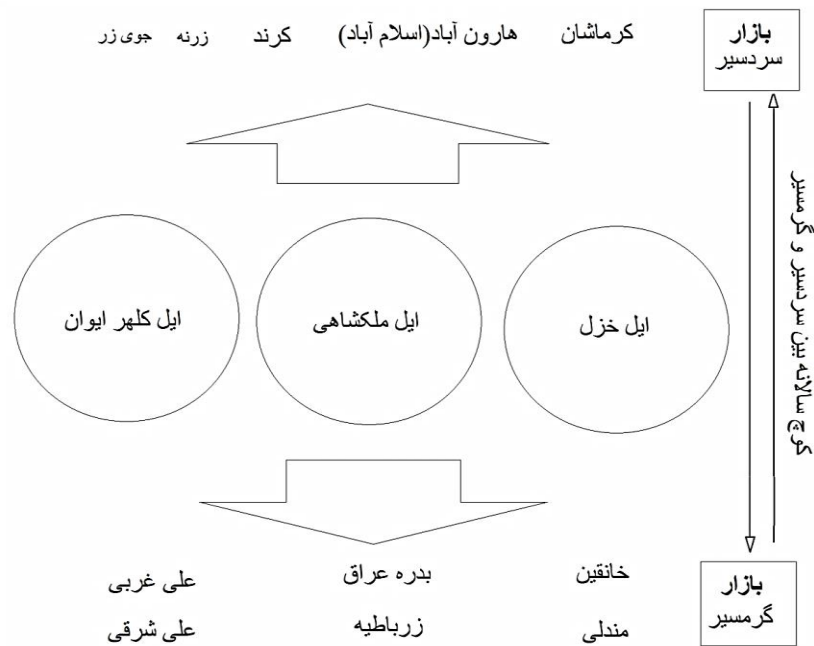 بازار
سردسیر
کرماشان
هارون آباد(اسلام آباد)
کرند
زرنه
جوی زر
کوچ سالانه بین سردسیر و گرمسیر
ایل خزل
ایل ملکشاهی
ایل کلهر ایوان
بازار
گرمسیر
خانقین
بدره عراق
علی غربی
مندلی
زرباطیه
علی شرقی